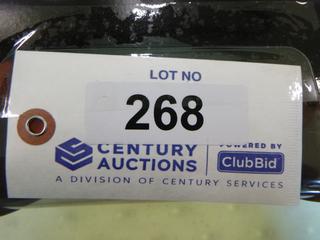 LOT NO
268
CENTURY
AUCTIONS
POWERED BY
ClubBid
A DIVISION OF CENTURY SERVICES